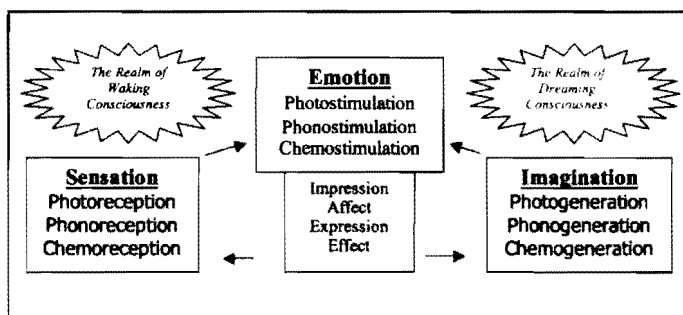 The Realm of
Waking
Consciousness
Emotion
Photostimulation
Phonostimulation
Chemostimulation
The Realm of
Dreaming
Consciousness
Sensation
Photoreception
Phonoreception
Chemoreception
Impression
Affect
Expression
Effect
Imagination
Photogeneration
Phonogeneration
Chemogeneration